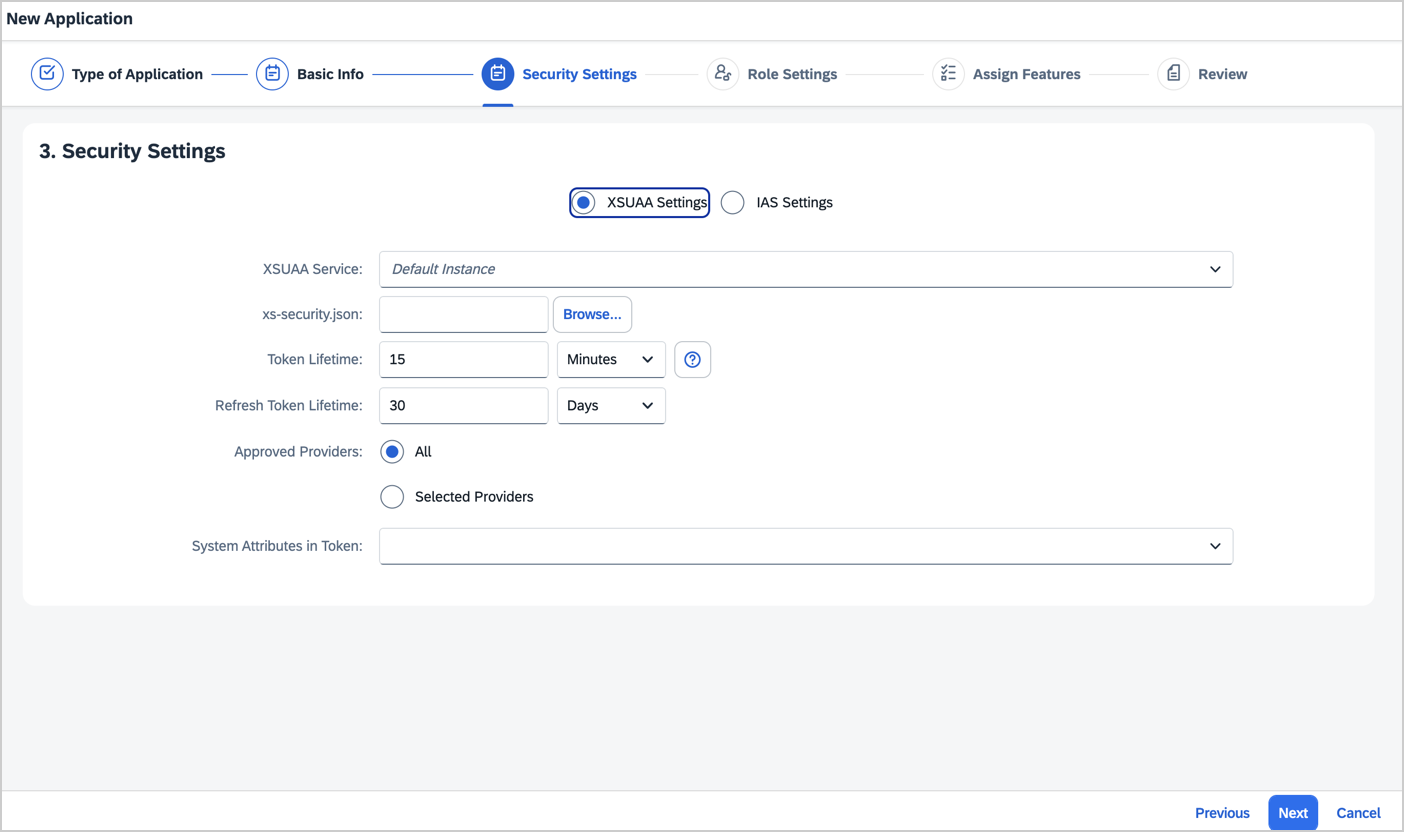 New Application
Type of Application Basic Info Security Settings Role Settings Assign Features Review
3. Security Settings
XSUAA Settings IAS Settings
XSUAA Service: Default Instance
xs-security.json: Browse...
Token Lifetime: 15 Minutes ?
Refresh Token Lifetime: 30 Days
Approved Providers: All
Selected Providers
System Attributes in Token:
Previous Next Cancel